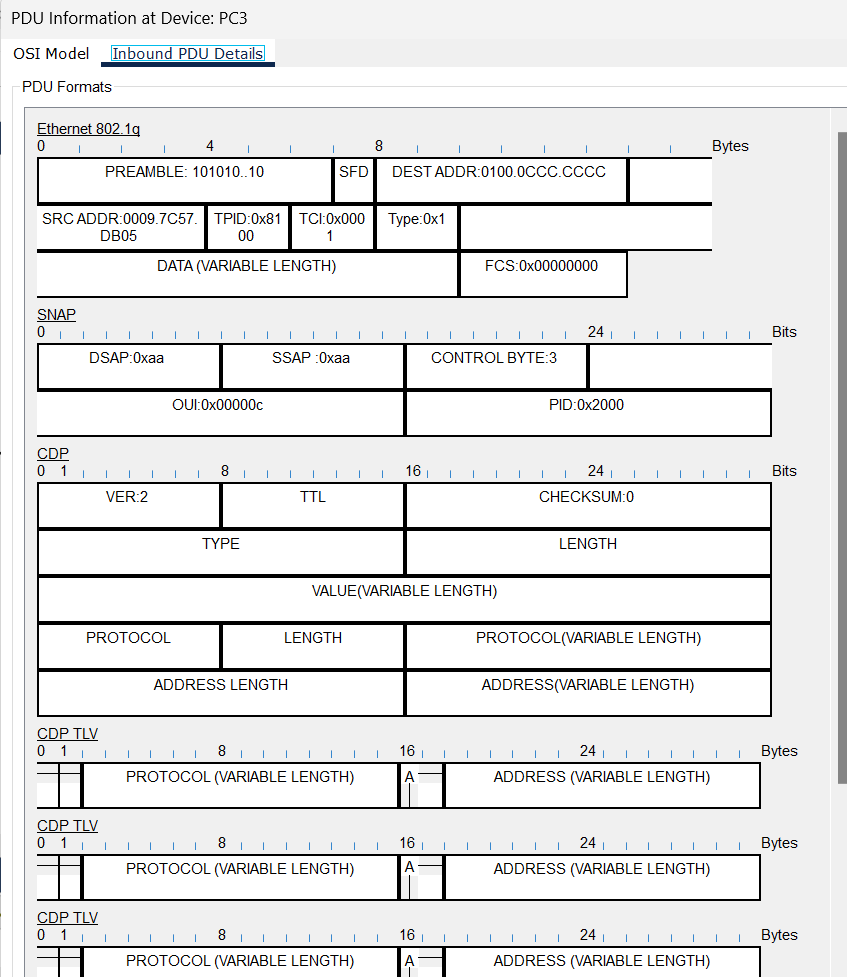 PDU Information at Device: PC3
OSI Model Inbound PDU Details
PDU Formats
Ethernet 802.1q
0 4 8 Bytes
PREAMBLE: 101010..10 SFD DEST ADDR:0100.0CCC.CCCC
SRC ADDR:0009.7C57. TPID:0x81 TCI:0x000 Type:0x1
DB05 00 1
DATA (VARIABLE LENGTH) FCS:0x00000000
SNAP
0 24 Bits
DSAP:0xaa SSAP :0xaa CONTROL BYTE:3
OUI:0x00000c PID:0x2000
CDP
0 1 8 16 24 Bits
VER:2 TTL CHECKSUM:0
TYPE LENGTH
VALUE(VARIABLE LENGTH)
PROTOCOL LENGTH PROTOCOL(VARIABLE LENGTH)
ADDRESS LENGTH ADDRESS(VARIABLE LENGTH)
CDP TLV
0 1 8 16 24 Bytes
PROTOCOL (VARIABLE LENGTH) A ADDRESS (VARIABLE LENGTH)
CDP TLV
0 1 8 16 24 Bytes
PROTOCOL (VARIABLE LENGTH) A ADDRESS (VARIABLE LENGTH)
CDP TLV
0 1 8 16 24 Bytes
PROTOCOL (VARIABLE LENGTH) A ADDRESS (VARIABLE LENGTH)